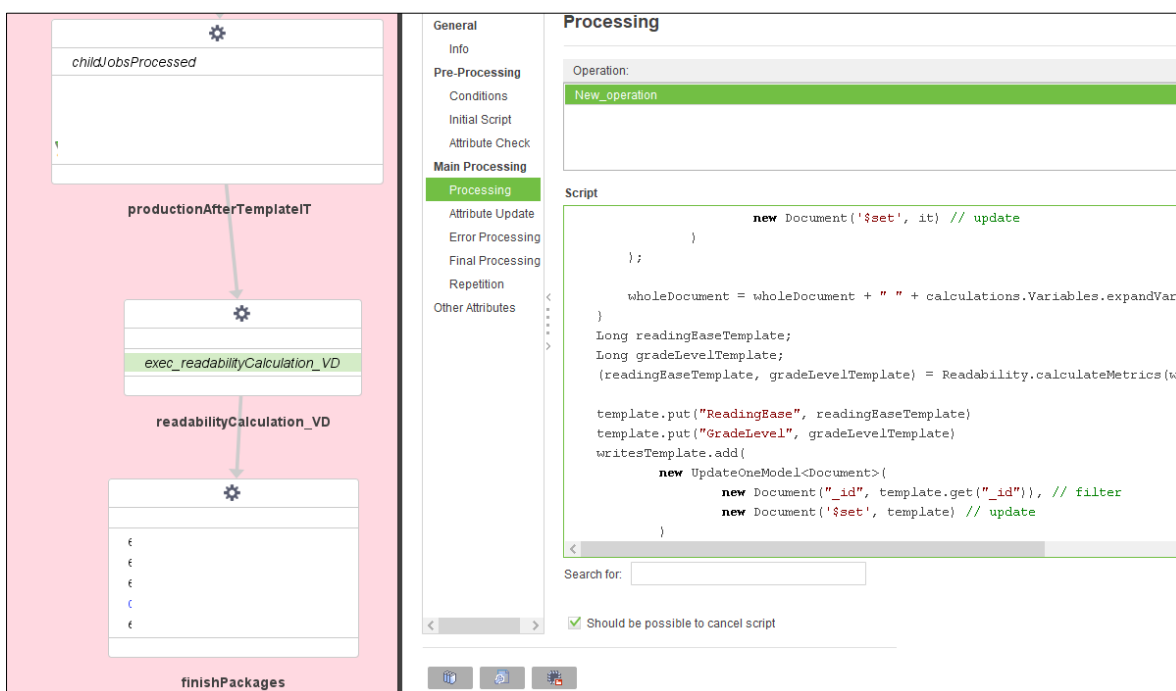 childJobsProcessed
productionAfterTemplateIT
exec_readabilityCalculation_VD
readabilityCalculation_VD
finishPackages
General
Info
Pre-Processing
Conditions
Initial Script
Attribute Check
Main Processing
Processing
Attribute Update
Error Processing
Final Processing
Repetition
Other Attributes
Processing
Operation:
New_operation
Script
new Document('$set', it) // update
)
);
wholeDocument = wholeDocument + " " + calculations.Variables.expandVar
}
Long readingEaseTemplate;
Long gradeLevelTemplate;
(readingEaseTemplate, gradeLevelTemplate) = Readability.calculateMetrics(w
template.put("ReadingEase", readingEaseTemplate)
template.put("GradeLevel", gradeLevelTemplate)
writesTemplate.add(
new UpdateOneModel<Document>(
new Document("_id", template.get("_id")), // filter
new Document('$set', template) // update
)
Search for:
Should be possible to cancel script